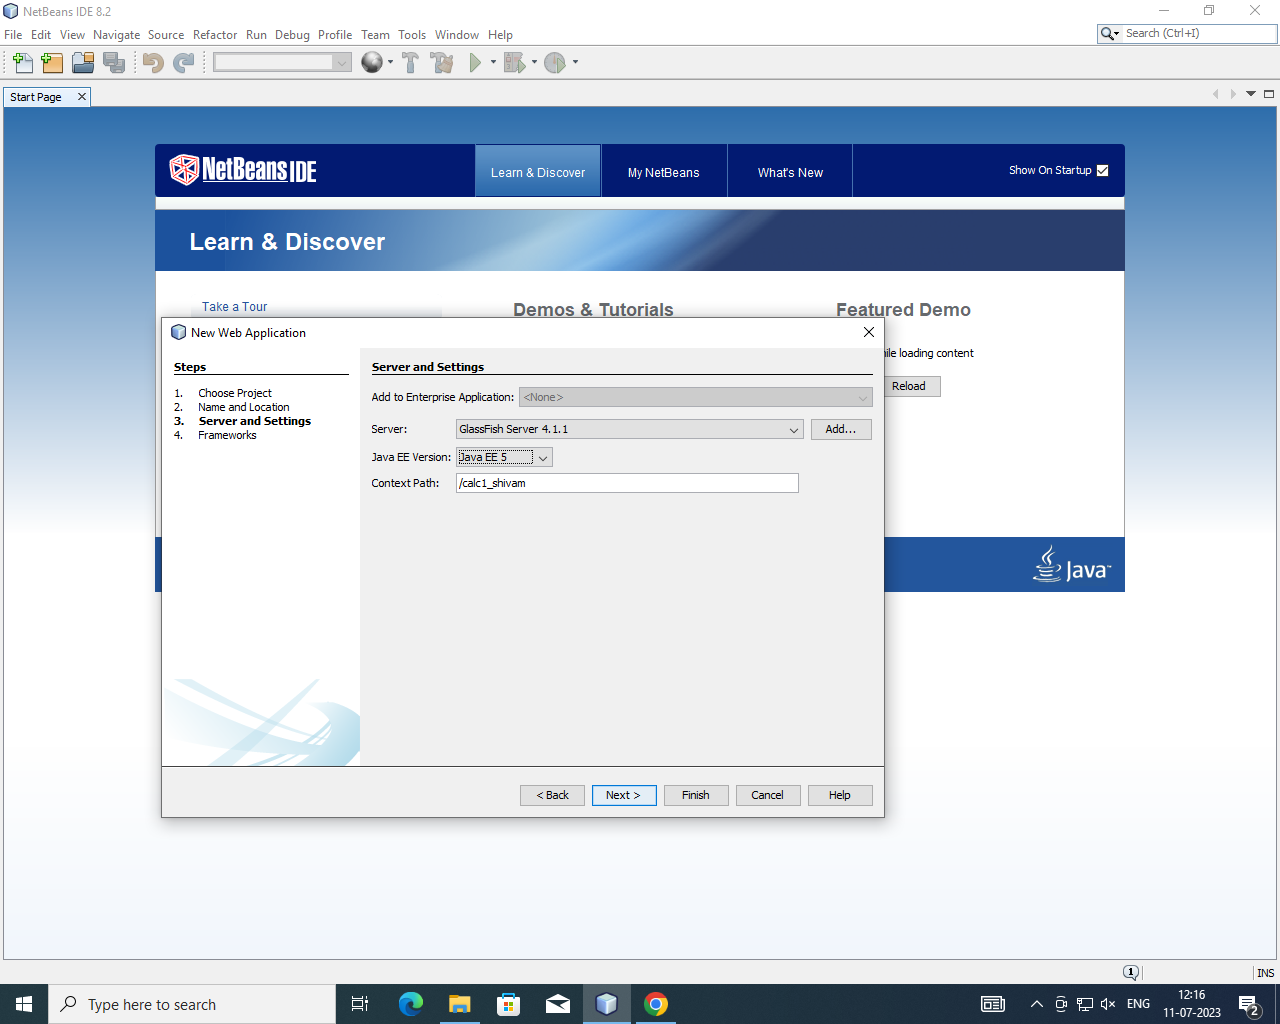 NetBeans IDE 8.2
File Edit View Navigate Source Refactor Run Debug Profile Team Tools Window Help
Search (Ctrl+I)
Start Page
NetBeans IDE
Learn & Discover
My NetBeans
What's New
Show On Startup
Learn & Discover
Take a Tour
Demos & Tutorials
Featured Demo
ile loading content
Reload
New Web Application
Steps
1. Choose Project
2. Name and Location
3. Server and Settings
4. Frameworks
Server and Settings
Add to Enterprise Application: <None>
Server: GlassFish Server 4.1.1 Add...
Java EE Version: Java EE 5
Context Path: /calc1_shivam
< Back Next > Finish Cancel Help
Java™
1
INS
Type here to search
ENG
12:16
11-07-2023
2